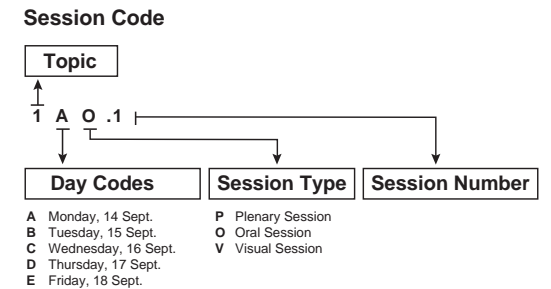 Session Code
Topic
1 A O .1
Day Codes
Session Type
Session Number
A Monday, 14 Sept.
B Tuesday, 15 Sept.
C Wednesday, 16 Sept.
D Thursday, 17 Sept.
E Friday, 18 Sept.
P Plenary Session
O Oral Session
V Visual Session